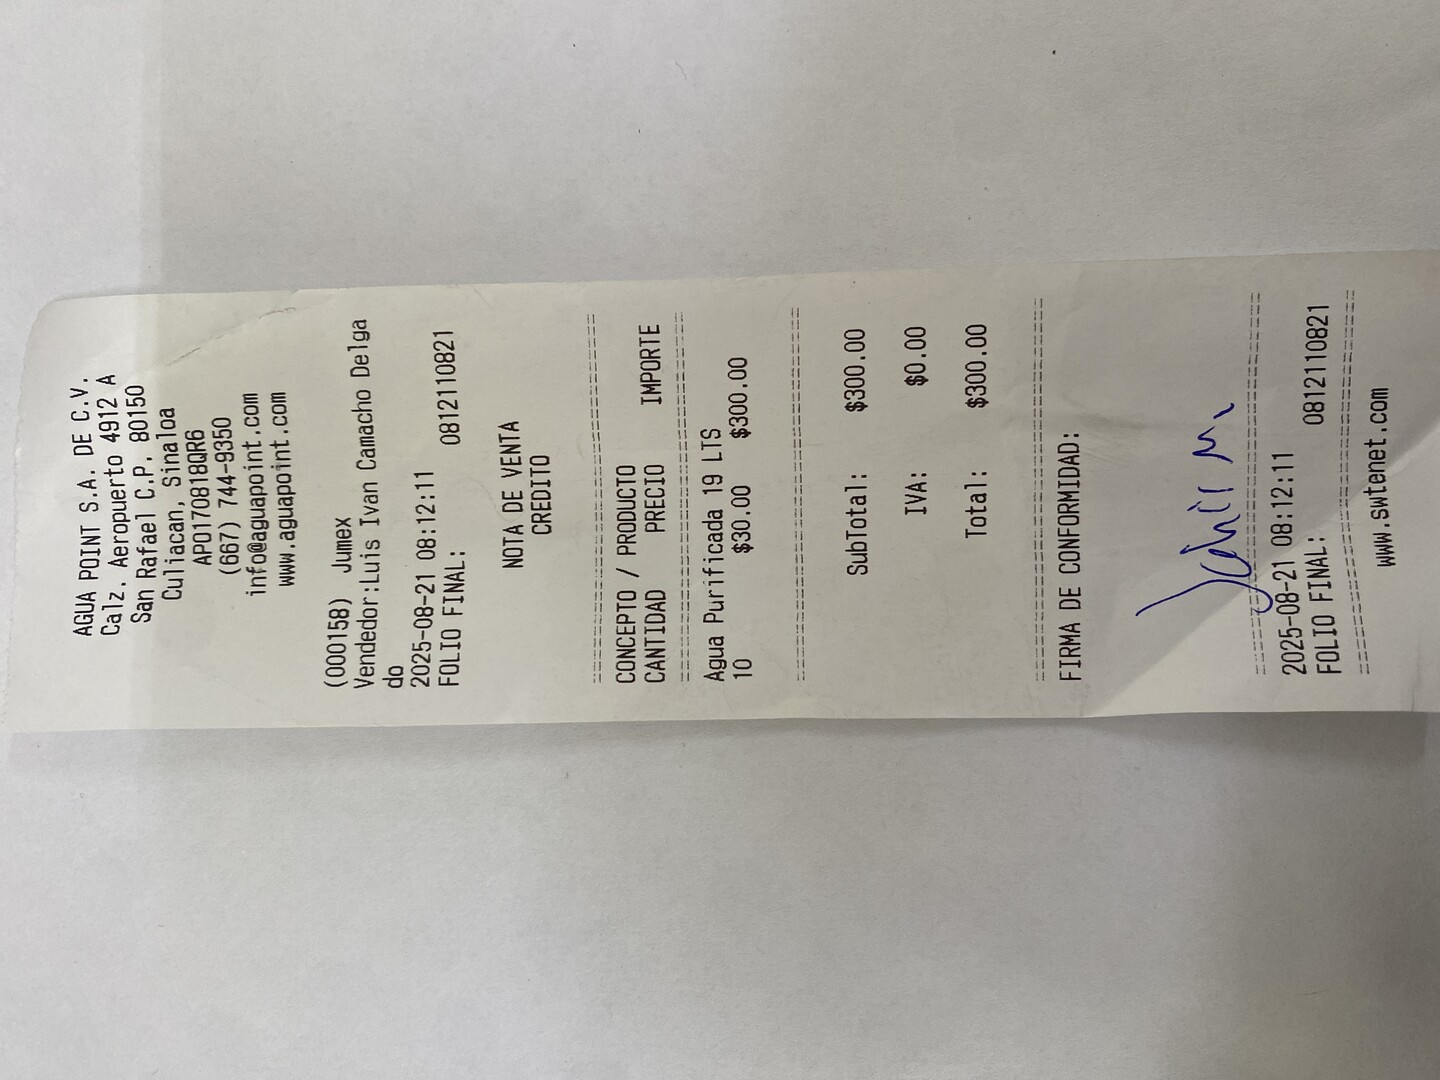 AGUA POINT S.A. DE C.V.
Calz. Aeropuerto 4912 A
San Rafael C.P. 80150
Culiacan, Sinaloa
APO170818QR6
(667) 744-9350
info@aguapoint.com
www.aguapoint.com
(000158) Jumex
Vendedor:Luis Ivan Camacho Delga
do
2025-08-21 08:12:11
FOLIO FINAL: 0812110821
NOTA DE VENTA
CREDITO
CONCEPTO / PRODUCTO
CANTIDAD PRECIO IMPORTE
Agua Purificada 19 LTS
10 $30.00 $300.00
SubTotal: $300.00
IVA: $0.00
Total: $300.00
FIRMA DE CONFORMIDAD:
2025-08-21 08:12:11
FOLIO FINAL: 0812110821
www.swtenet.com